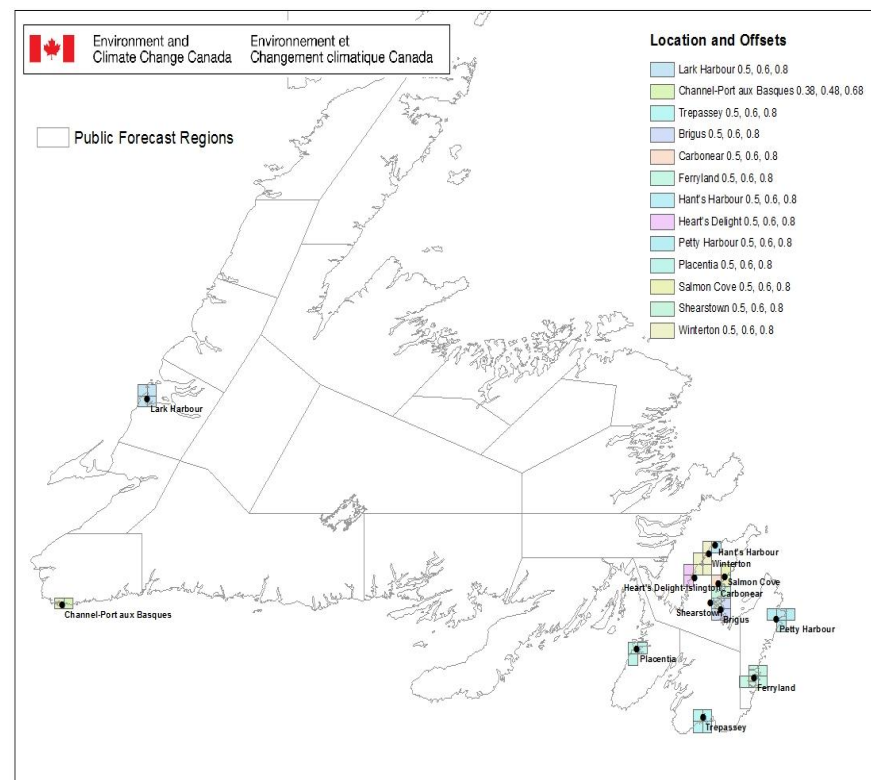 Environment and
Climate Change Canada
Environnement et
Changement climatique Canada
Public Forecast Regions
Location and Offsets
Lark Harbour 0.5, 0.6, 0.8
Channel-Port aux Basques 0.38, 0.48, 0.68
Trepassey 0.5, 0.6, 0.8
Brigus 0.5, 0.6, 0.8
Carbonear 0.5, 0.6, 0.8
Ferryland 0.5, 0.6, 0.8
Hant's Harbour 0.5, 0.6, 0.8
Heart's Delight 0.5, 0.6, 0.8
Petty Harbour 0.5, 0.6, 0.8
Placentia 0.5, 0.6, 0.8
Salmon Cove 0.5, 0.6, 0.8
Shearstown 0.5, 0.6, 0.8
Winterton 0.5, 0.6, 0.8
Lark Harbour
Channel-Port aux Basques
Hant's Harbour
Winterton
Salmon Cove
Heart's Delight-Islington
Carbonear
Shearstown
Brigus
Petty Harbour
Placentia
Ferryland
Trepassey